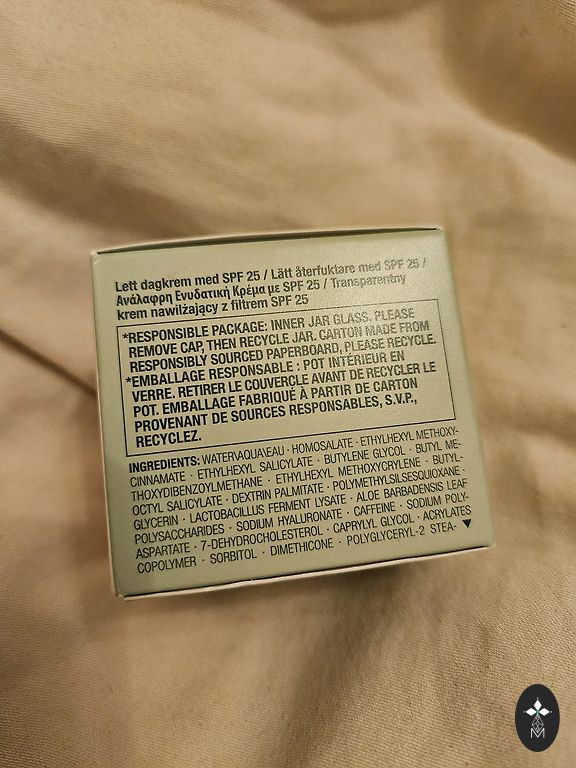 Lett dagkrem med SPF 25 / Lätt återfuktare med SPF 25 /
Ανάλαφρη Ενυδατική Κρέμα με SPF 25 / Transparentny
krem nawilżający z filtrem SPF 25
*RESPONSIBLE PACKAGE: INNER JAR GLASS. PLEASE
REMOVE CAP, THEN RECYCLE JAR. CARTON MADE FROM
RESPONSIBLY SOURCED PAPERBOARD, PLEASE RECYCLE.
*EMBALLAGE RESPONSABLE : POT INTÉRIEUR EN
VERRE. RETIRER LE COUVERCLE AVANT DE RECYCLER LE
POT. EMBALLAGE FABRIQUÉ À PARTIR DE CARTON
PROVENANT DE SOURCES RESPONSABLES, S.V.P.,
RECYCLEZ.
INGREDIENTS: WATER\AQUA\EAU · HOMOSALATE · ETHYLHEXYL METHOXY-
CINNAMATE · ETHYLHEXYL SALICYLATE · BUTYLENE GLYCOL · BUTYL ME-
THOXYDIBENZOYLMETHANE · ETHYLHEXYL METHOXYCRYLENE · BUTYL-
OCTYL SALICYLATE · DEXTRIN PALMITATE · POLYMETHYLSILSESQUIOXANE ·
GLYCERIN · LACTOBACILLUS FERMENT LYSATE · ALOE BARBADENSIS LEAF
POLYSACCHARIDES · SODIUM HYALURONATE · CAFFEINE · SODIUM POLY-
ASPARTATE · 7-DEHYDROCHOLESTEROL · CAPRYLYL GLYCOL · ACRYLATES
COPOLYMER · SORBITOL · DIMETHICONE · POLYGLYCERYL-2 STEA- ▼
M